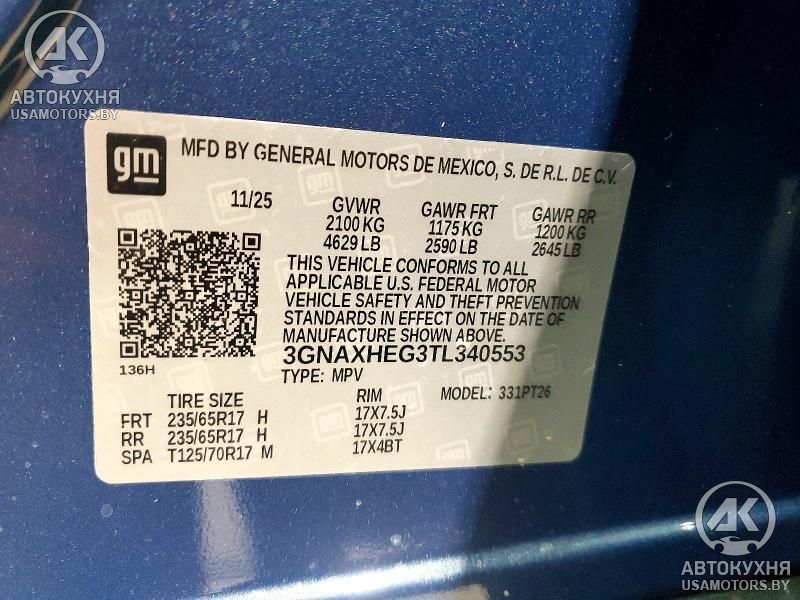 AK
АВТОКУХНЯ
USAMOTORS.BY
gm MFD BY GENERAL MOTORS DE MEXICO, S. DE R.L. DE C.V.
11/25 GVWR GAWR FRT GAWR RR
2100 KG 1175 KG 1200 KG
4629 LB 2590 LB 2645 LB
THIS VEHICLE CONFORMS TO ALL
APPLICABLE U.S. FEDERAL MOTOR
VEHICLE SAFETY AND THEFT PREVENTION
STANDARDS IN EFFECT ON THE DATE OF
MANUFACTURE SHOWN ABOVE.
3GNAXHEG3TL340553
136H
TYPE: MPV MODEL: 331PT26
TIRE SIZE RIM
FRT 235/65R17 H 17X7.5J
RR 235/65R17 H 17X7.5J
SPA T125/70R17 M 17X4BT
AK
АВТОКУХНЯ
USAMOTORS.BY